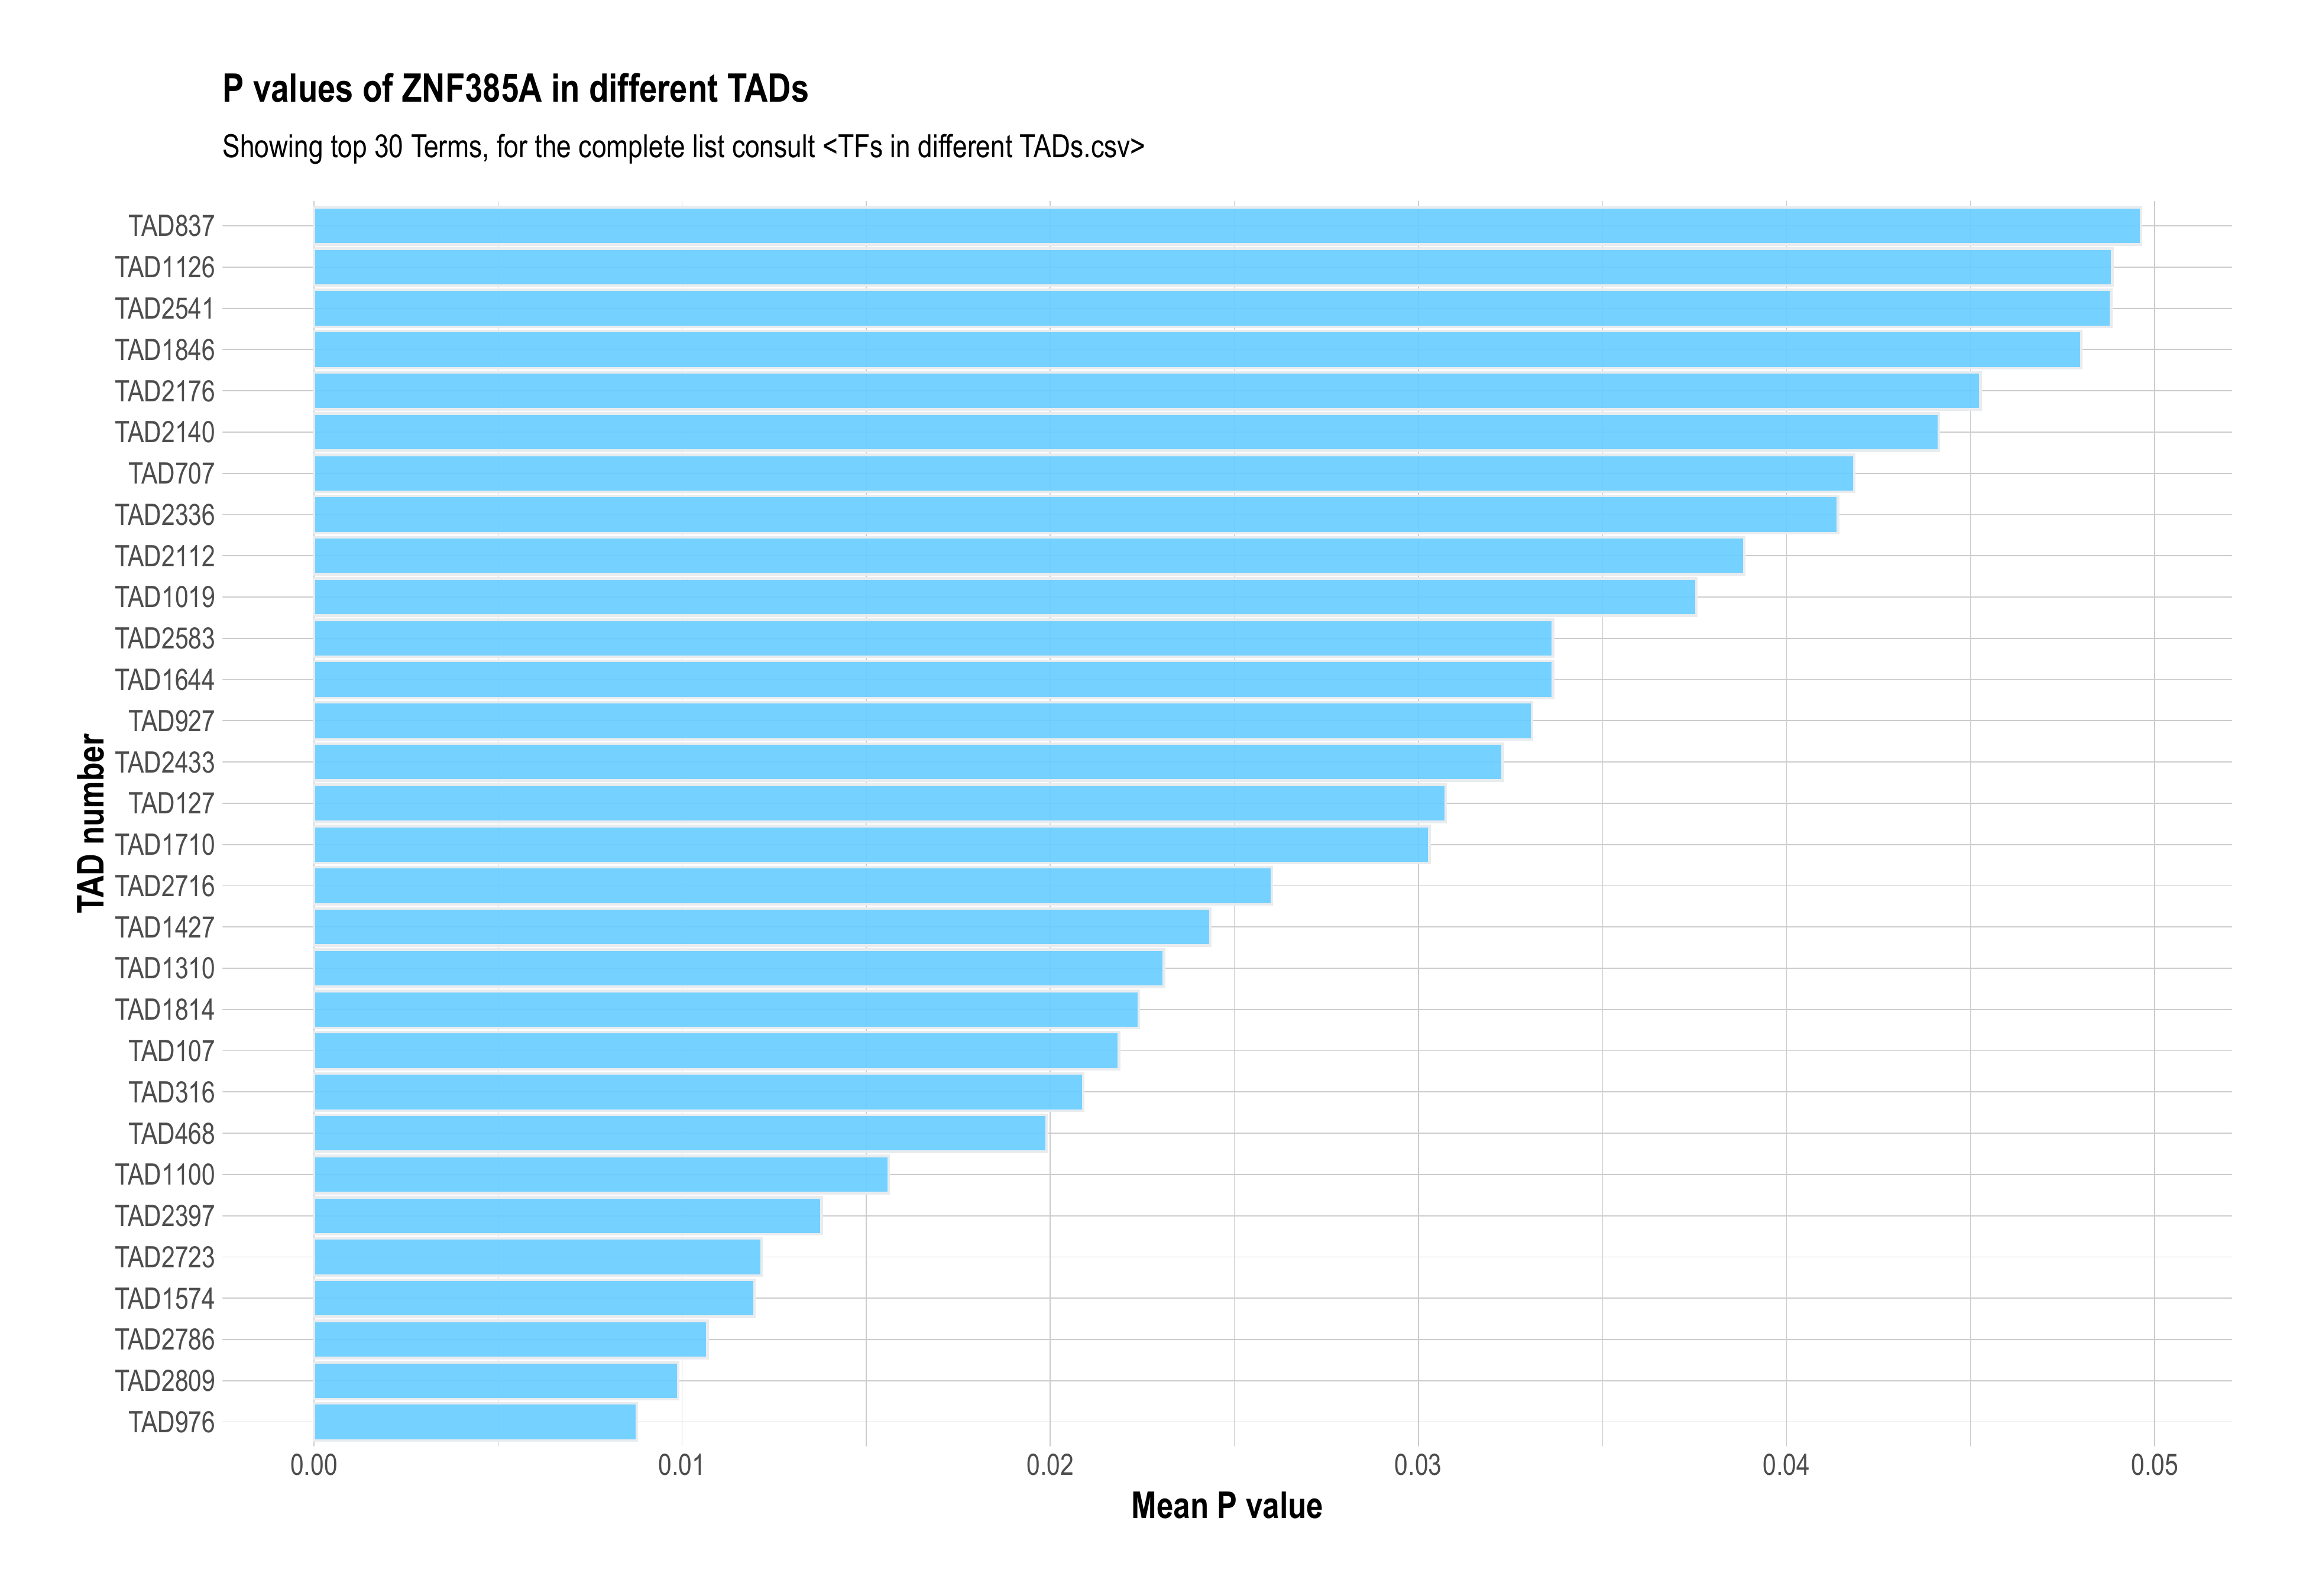 P values of ZNF385A in different TADs
Showing top 30 Terms, for the complete list consult <TFs in different TADs.csv>
TAD number
TAD837
TAD1126
TAD2541
TAD1846
TAD2176
TAD2140
TAD707
TAD2336
TAD2112
TAD1019
TAD2583
TAD1644
TAD927
TAD2433
TAD127
TAD1710
TAD2716
TAD1427
TAD1310
TAD1814
TAD107
TAD316
TAD468
TAD1100
TAD2397
TAD2723
TAD1574
TAD2786
TAD2809
TAD976
0.00 0.01 0.02 0.03 0.04 0.05
Mean P value